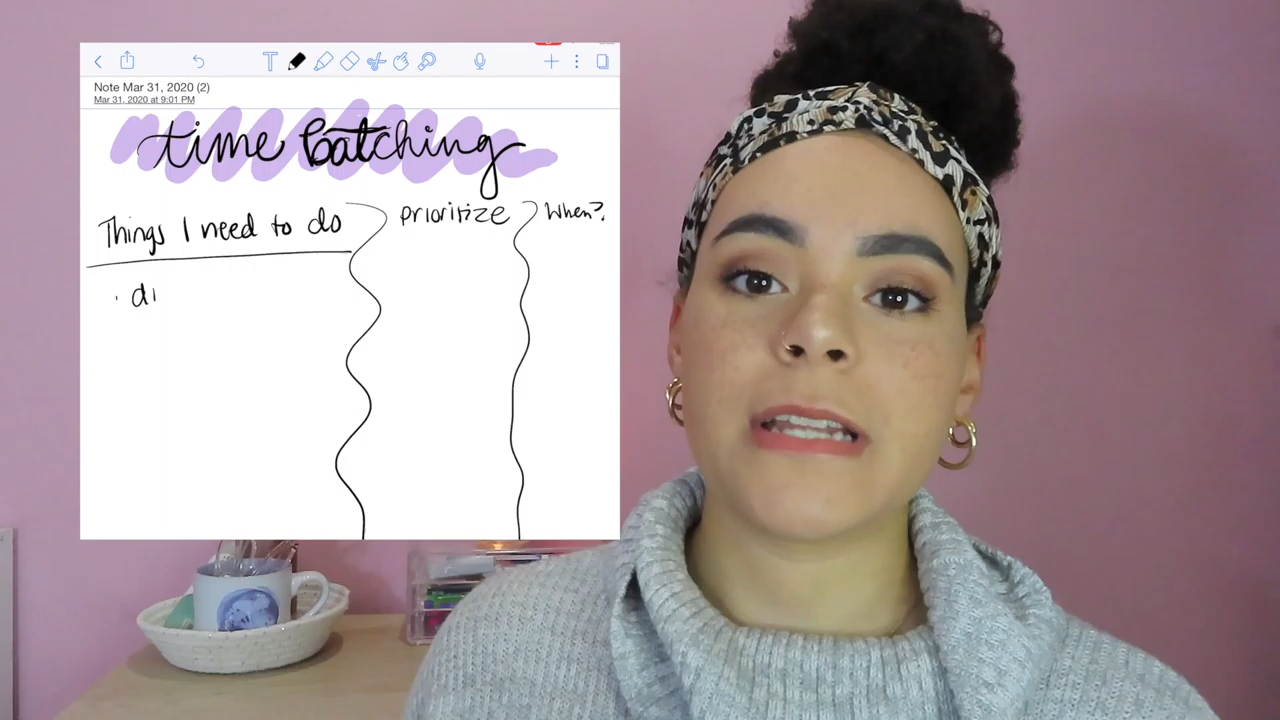 Note Mar 31, 2020 (2)
Mar 31, 2020 at 9:01 PM
time batching
Things I need to do
prioritize
When?
· di